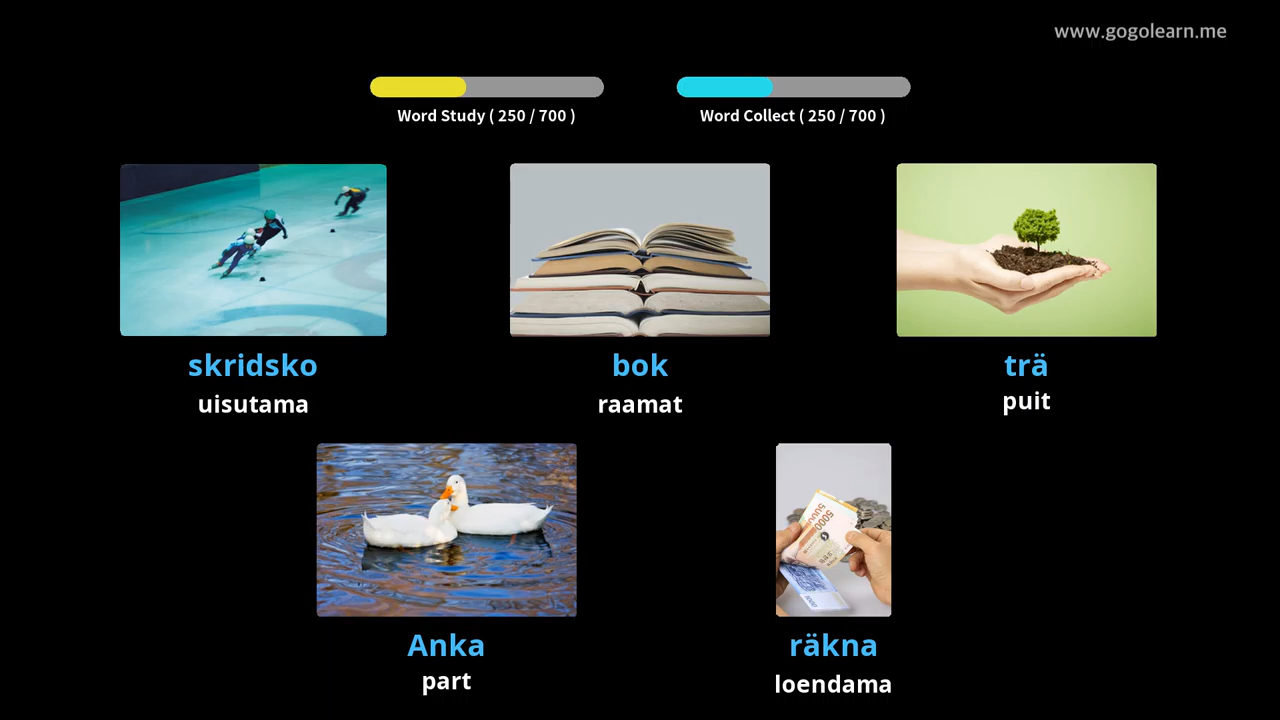 www.gogolearn.me
Word Study ( 250 / 700 )
Word Collect ( 250 / 700 )
skridsko
uisutama
bok
raamat
trä
puit
Anka
part
räkna
loendama
5000